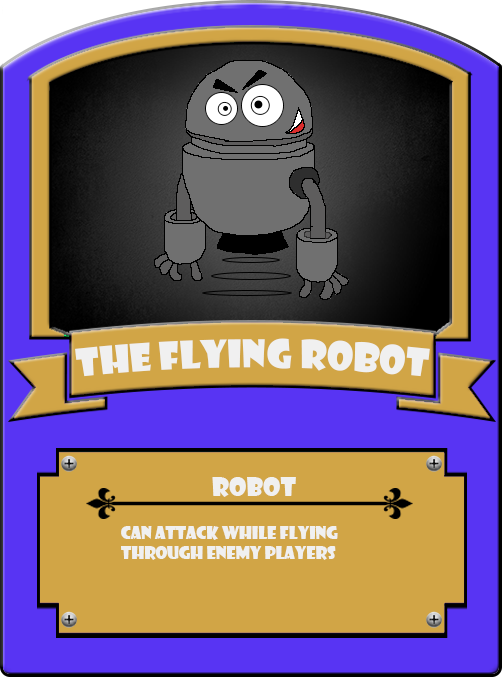 THE FLYING ROBOT
ROBOT
CAN ATTACK WHILE FLYING
THROUGH ENEMY PLAYERS